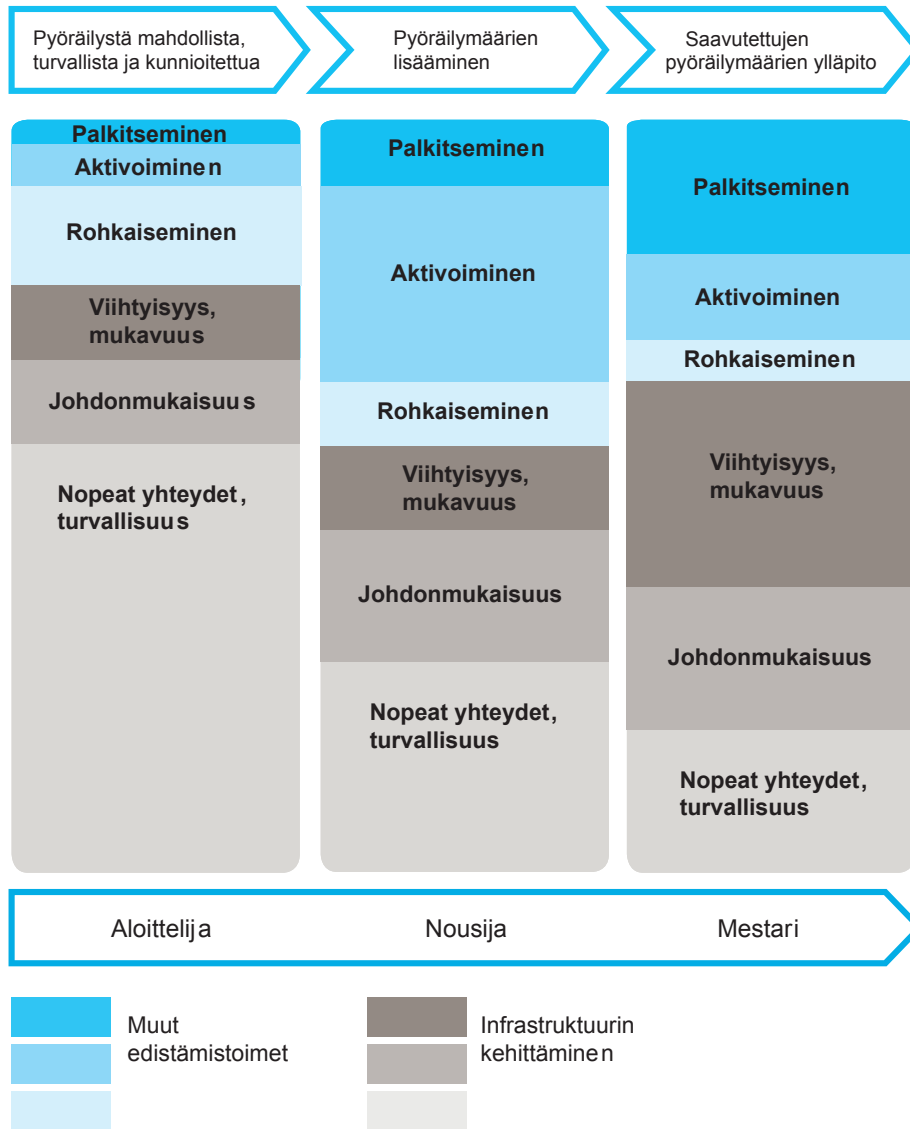 Pyöräilystä mahdollista,
turvallista ja kunnioitettua
Pyöräilymäärien
lisääminen
Saavutettujen
pyöräilymäärien ylläpito
Palkitseminen
Aktivoiminen
Rohkaiseminen
Viihtyisyys,
mukavuus
Johdonmukaisuus
Nopeat yhteydet,
turvallisuus
Palkitseminen
Aktivoiminen
Rohkaiseminen
Viihtyisyys,
mukavuus
Johdonmukaisuus
Nopeat yhteydet,
turvallisuus
Palkitseminen
Aktivoiminen
Rohkaiseminen
Viihtyisyys,
mukavuus
Johdonmukaisuus
Nopeat yhteydet,
turvallisuus
Aloittelija
Nousija
Mestari
Muut
edistämistoimet
Infrastruktuurin
kehittäminen